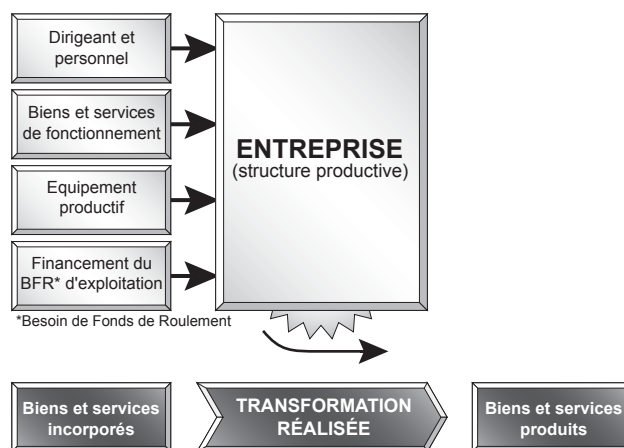 Dirigeant et
personnel
Biens et services
de fonctionnement
ENTREPRISE
(structure productive)
Equipement
productif
Financement du
BFR* d'exploitation
*Besoin de Fonds de Roulement
Biens et services
incorporés
TRANSFORMATION
RÉALISÉE
Biens et services
produits